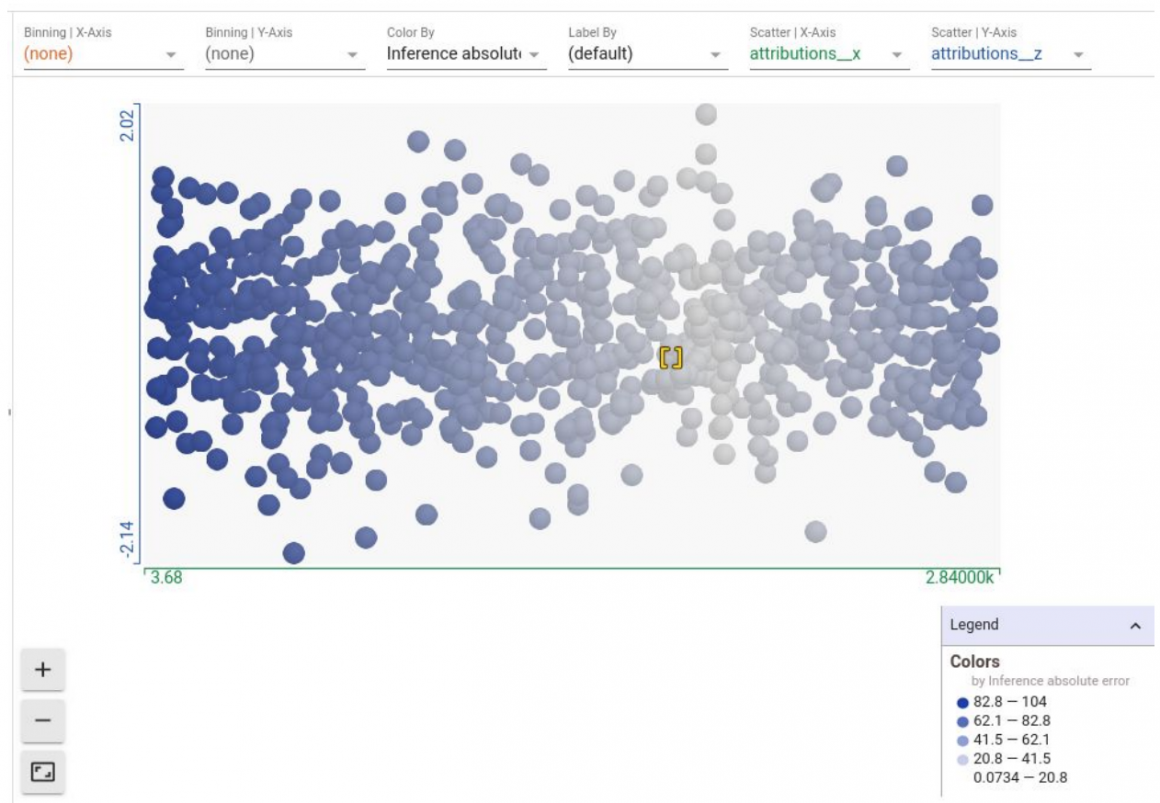 Binning | X-Axis
(none)
Binning | Y-Axis
(none)
Color By
Inference absolut
Label By
(default)
Scatter | X-Axis
attributions__x
Scatter | Y-Axis
attributions__z
2.02
-2.14
3.68
2.84000k
Legend
Colors
by Inference absolute error
82.8 — 104
62.1 — 82.8
41.5 — 62.1
20.8 — 41.5
0.0734 — 20.8